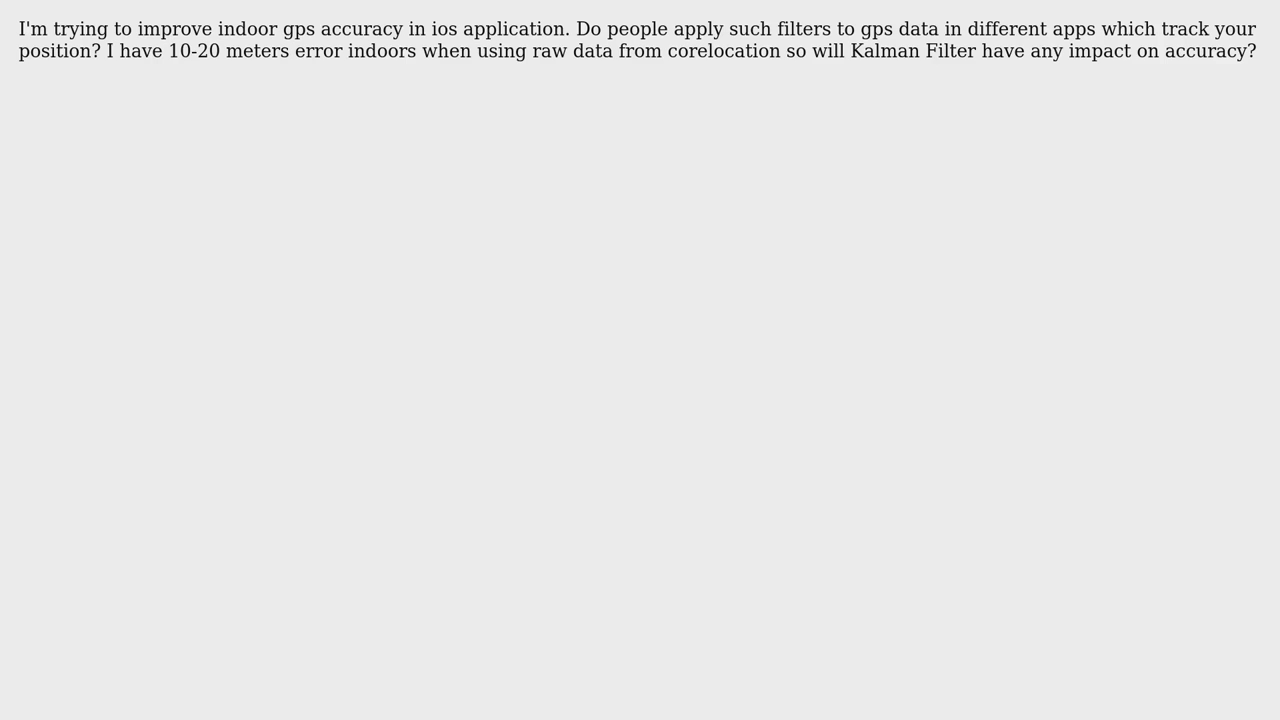 I'm trying to improve indoor gps accuracy in ios application. Do people apply such filters to gps data in different apps which track your
position? I have 10-20 meters error indoors when using raw data from corelocation so will Kalman Filter have any impact on accuracy?